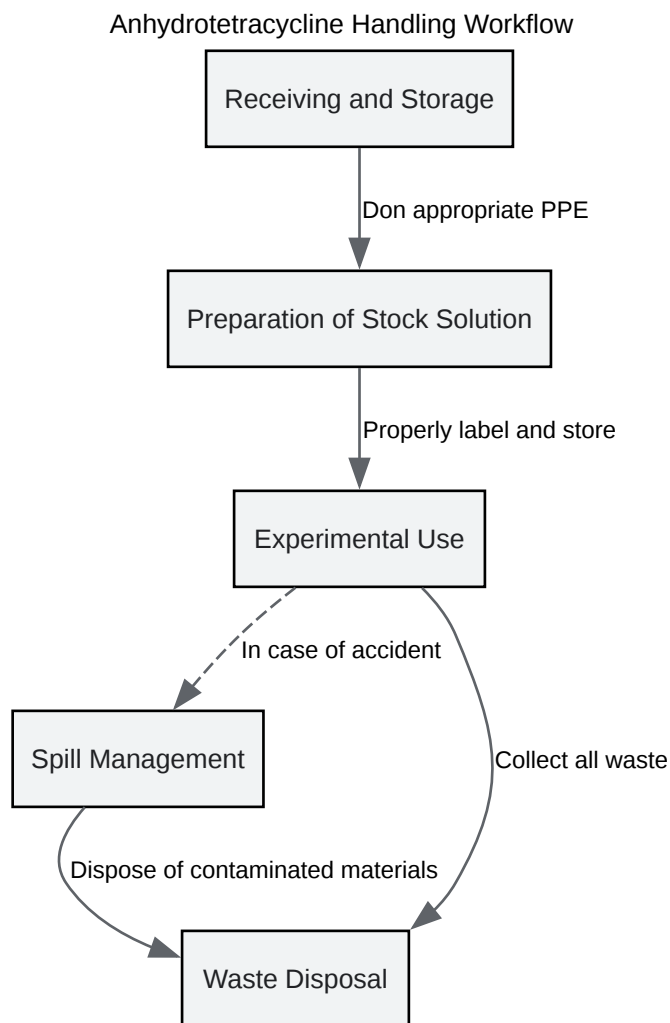 Anhydrotetracycline Handling Workflow
Receiving and Storage
Don appropriate PPE
Preparation of Stock Solution
Properly label and store
Experimental Use
In case of accident
Spill Management
Collect all waste
Dispose of contaminated materials
Waste Disposal